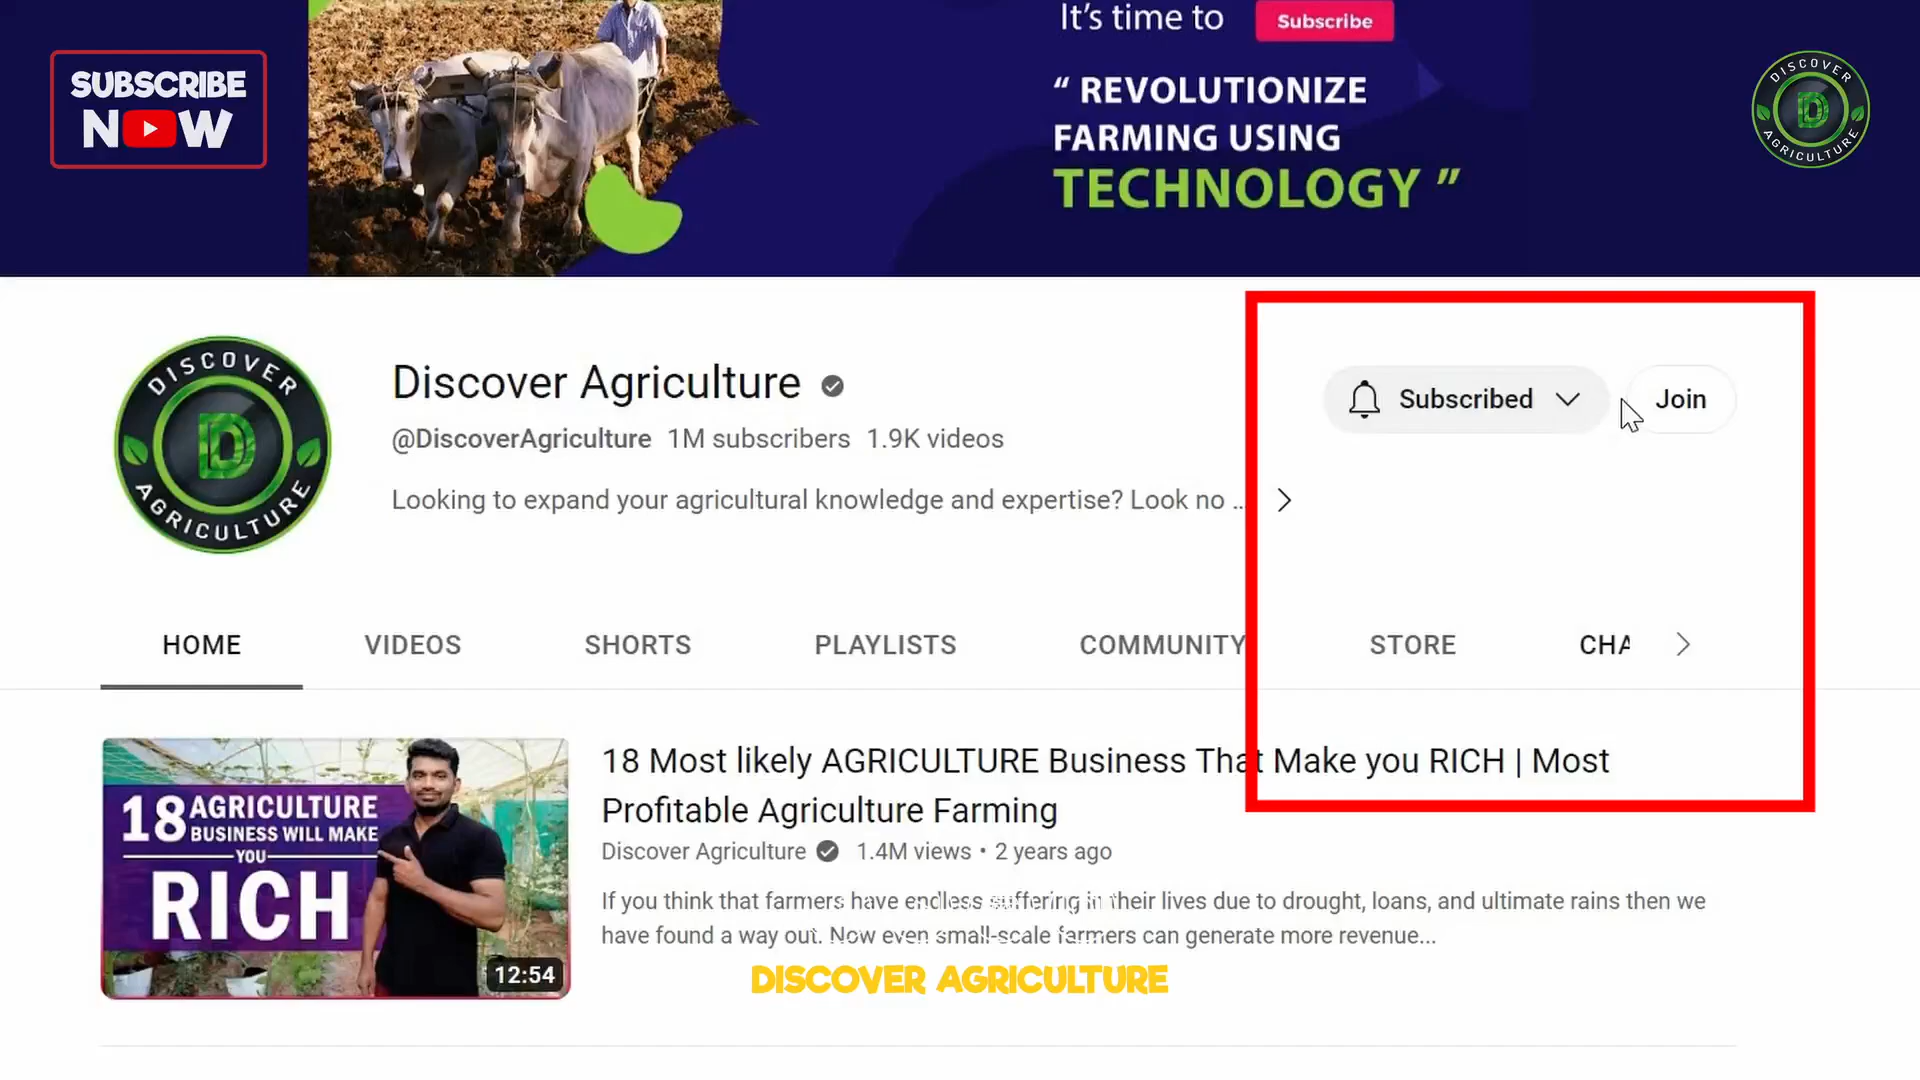 It's time to Subscribe
SUBSCRIBE
NOW
“ REVOLUTIONIZE
FARMING USING
TECHNOLOGY ”
DISCOVER
D
AGRICULTURE
DISCOVER
D
AGRICULTURE
Discover Agriculture
@DiscoverAgriculture 1M subscribers 1.9K videos
Looking to expand your agricultural knowledge and expertise? Look no ...
Subscribed
Join
HOME VIDEOS SHORTS PLAYLISTS COMMUNITY STORE CHA
18 AGRICULTURE
BUSINESS WILL MAKE
YOU
RICH
12:54
18 Most likely AGRICULTURE Business That Make you RICH | Most
Profitable Agriculture Farming
Discover Agriculture 1.4M views • 2 years ago
If you think that farmers have endless suffering in their lives due to drought, loans, and ultimate rains then we
have found a way out. Now even small-scale farmers can generate more revenue...
DISCOVER AGRICULTURE